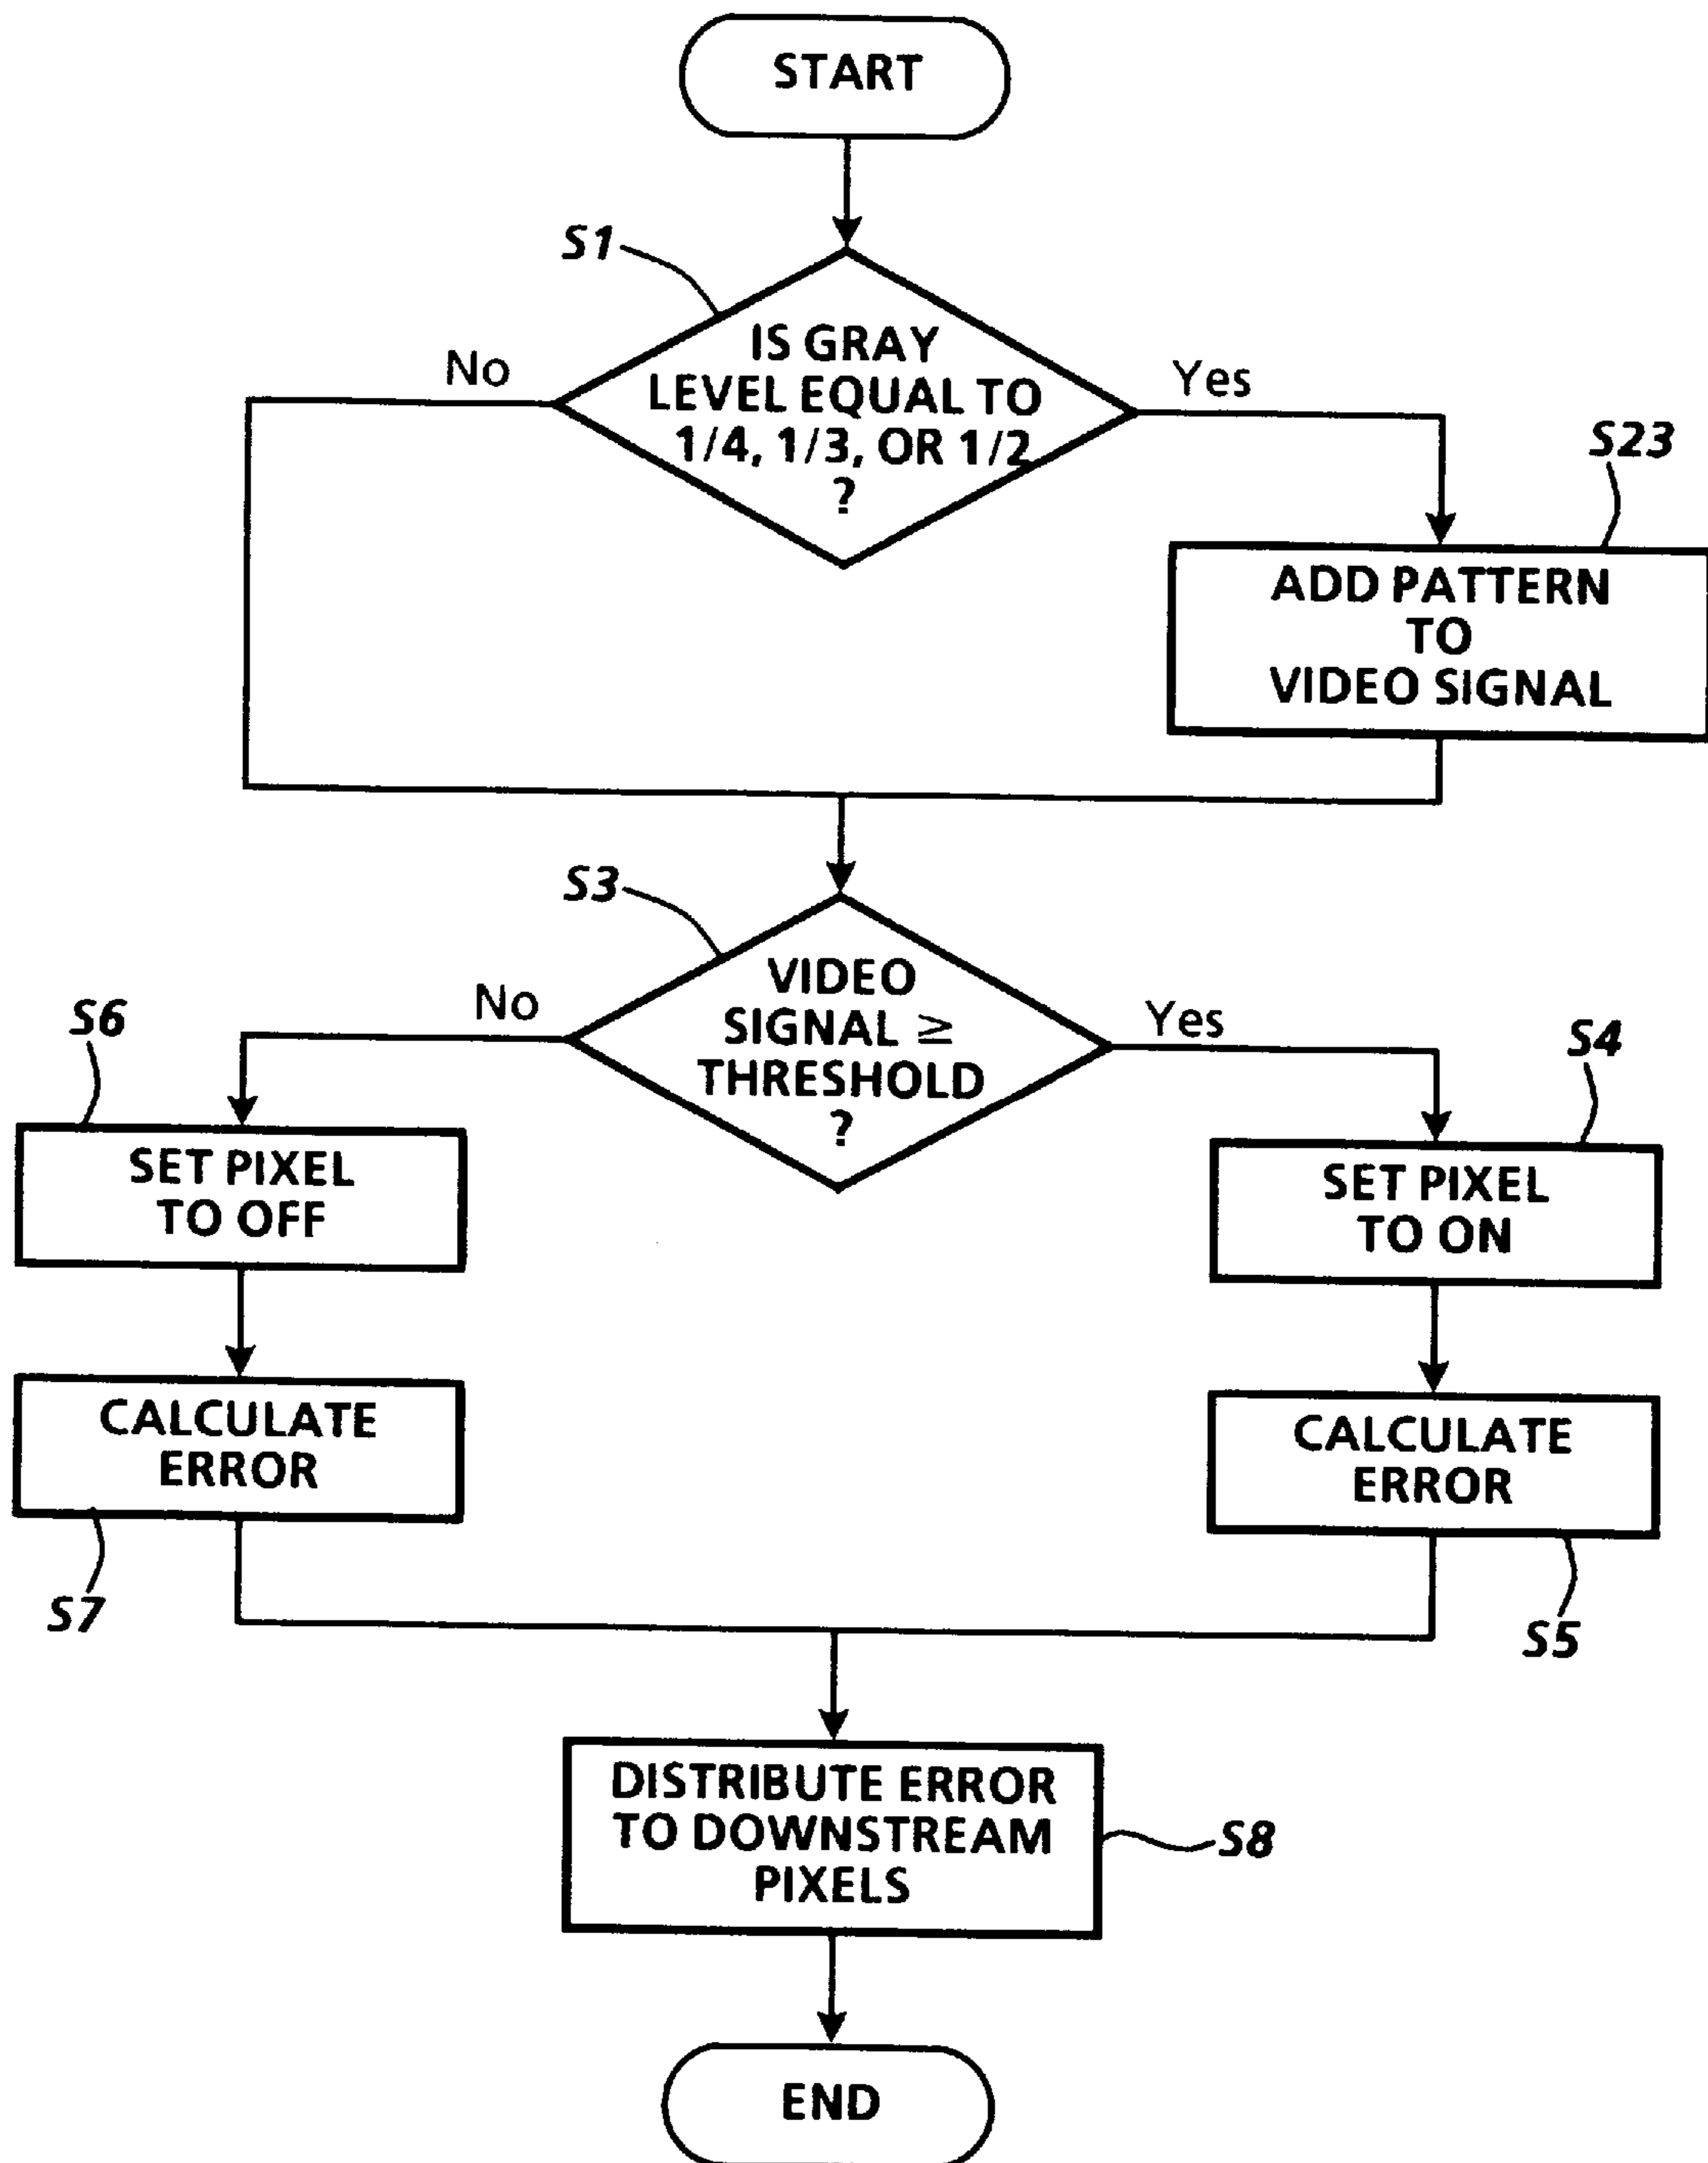 START
S1
IS GRAY
LEVEL EQUAL TO
1/4, 1/3, OR 1/2
?
No
Yes
S23
ADD PATTERN
TO
VIDEO SIGNAL
S3
VIDEO
SIGNAL ≥
THRESHOLD
?
No
Yes
S6
SET PIXEL
TO OFF
S4
SET PIXEL
TO ON
CALCULATE
ERROR
S7
CALCULATE
ERROR
S5
DISTRIBUTE ERROR
TO DOWNSTREAM
PIXELS
S8
END